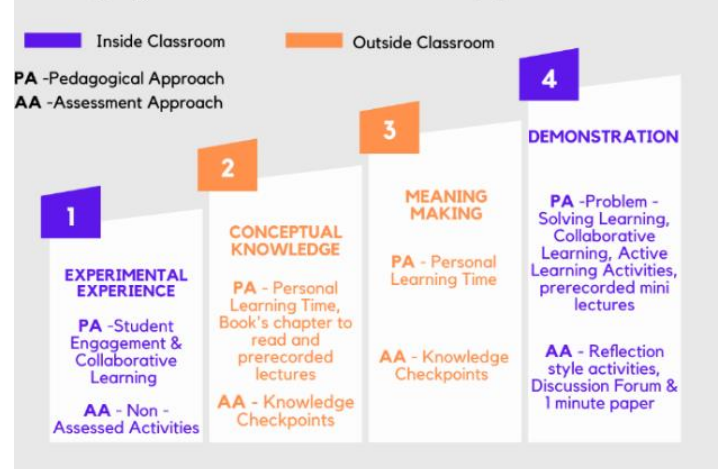 Inside Classroom
Outside Classroom
PA -Pedagogical Approach
AA -Assessment Approach
1
EXPERIMENTAL
EXPERIENCE
PA -Student
Engagement &
Collaborative
Learning
AA - Non -
Assessed Activities
2
CONCEPTUAL
KNOWLEDGE
PA - Personal
Learning Time,
Book's chapter to
read and
prerecorded
lectures
AA - Knowledge
Checkpoints
3
MEANING
MAKING
PA - Personal
Learning Time
AA - Knowledge
Checkpoints
4
DEMONSTRATION
PA -Problem -
Solving Learning,
Collaborative
Learning, Active
Learning Activities,
prerecorded mini
lectures
AA - Reflection
style activities,
Discussion Forum &
1 minute paper